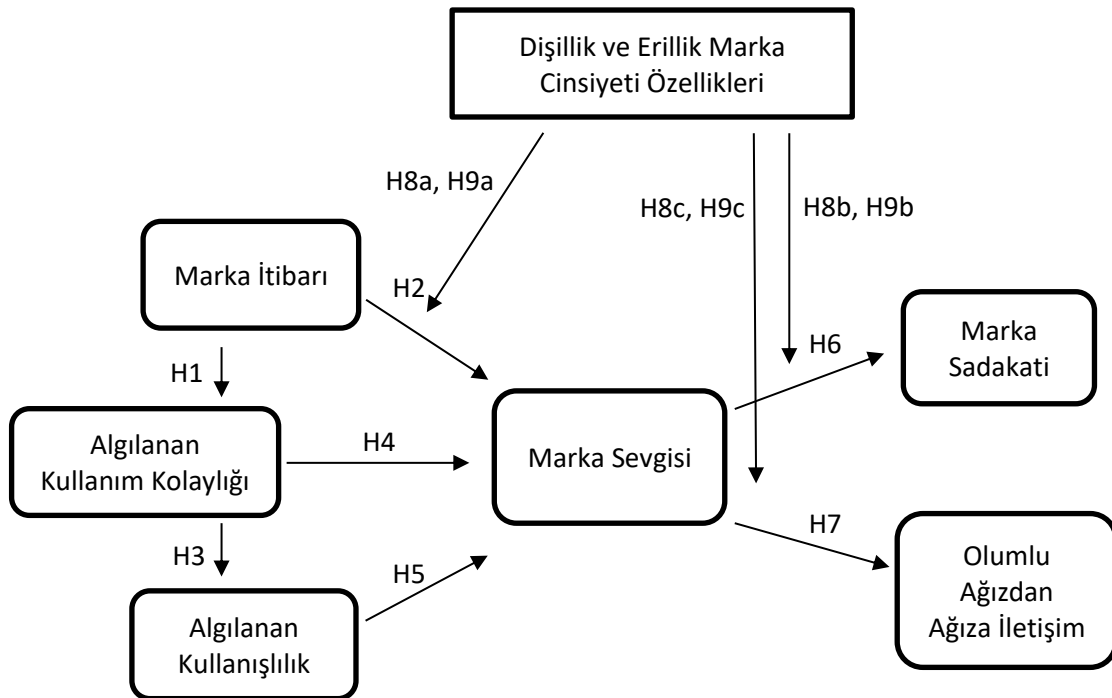 Dişillik ve Erillik Marka
Cinsiyeti Özellikleri
H8a, H9a
H8c, H9c
H8b, H9b
Marka İtibarı
H2
H6
Marka
Sadakati
H1
Algılanan
Kullanım Kolaylığı
H4
Marka Sevgisi
H3
H5
H7
Algılanan
Kullanışlılık
Olumlu
Ağızdan
Ağıza İletişim